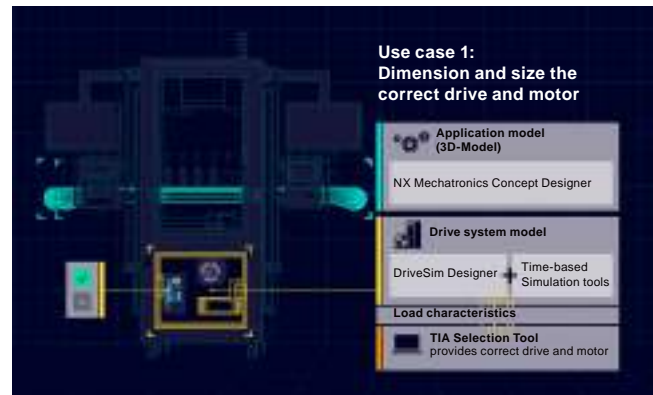 Use case 1:
Dimension and size the
correct drive and motor
Application model
(3D-Model)
NX Mechatronics Concept Designer
Drive system model
DriveSim Designer + Time-based
Simulation tools
Load characteristics
TIA Selection Tool
provides correct drive and motor